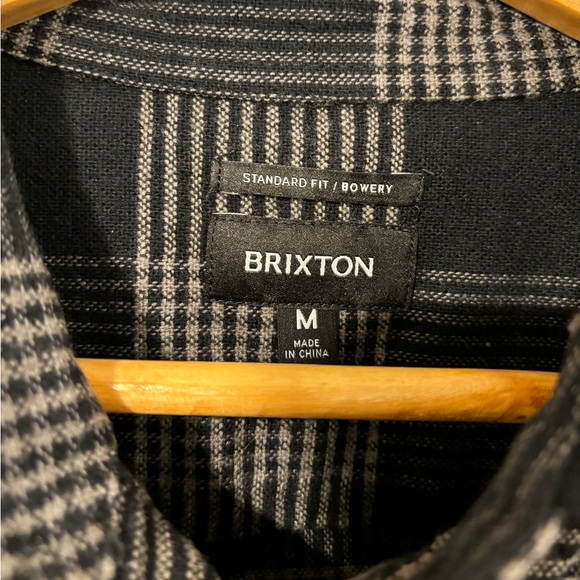 STANDARD FIT / BOWERY
BRIXTON
M
MADE
IN CHINA